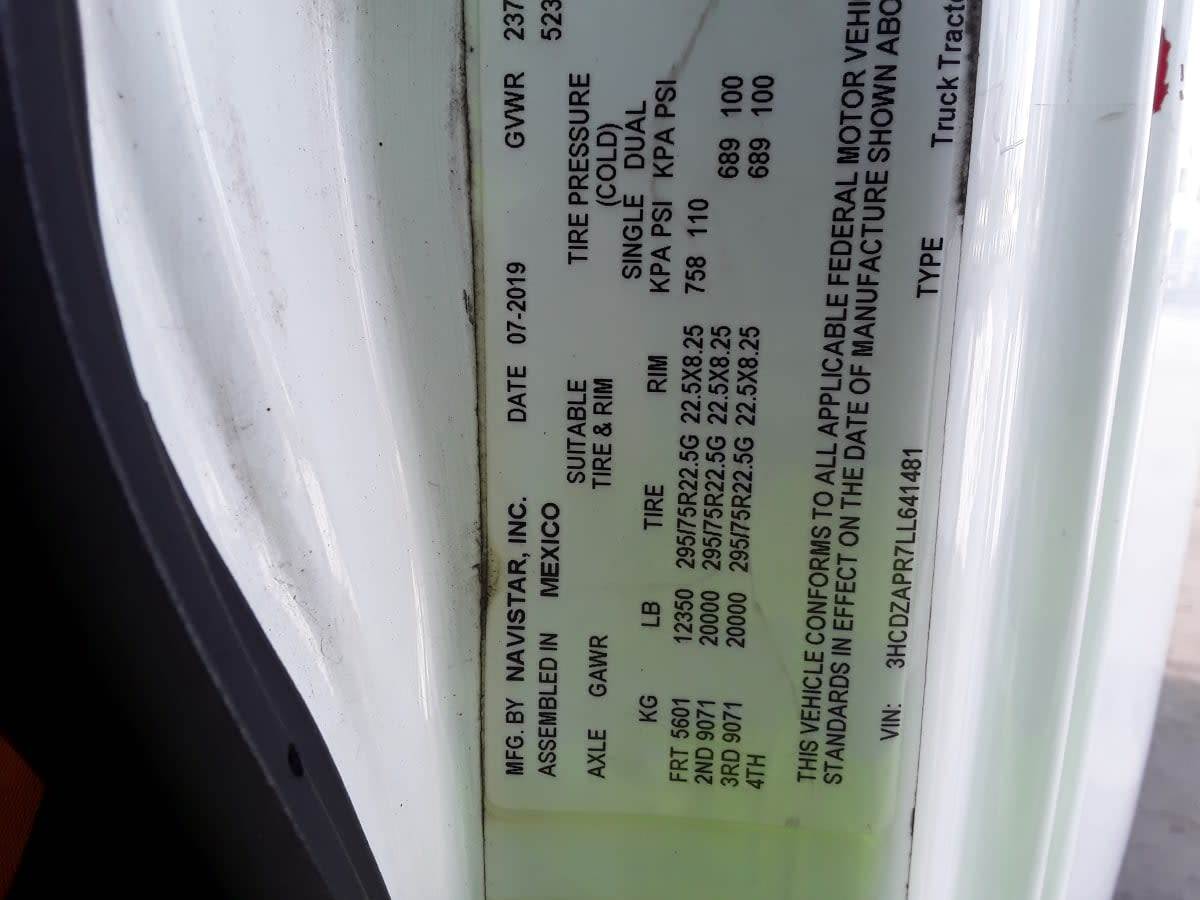 MFG. BY NAVISTAR, INC. DATE 07-2019 GVWR 237
ASSEMBLED IN MEXICO 523
SUITABLE TIRE PRESSURE
AXLE GAWR TIRE & RIM (COLD)
SINGLE DUAL
KG LB TIRE RIM KPA PSI KPA PSI
FRT 5601 12350 295/75R22.5G 22.5X8.25 758 110
2ND 9071 20000 295/75R22.5G 22.5X8.25 689 100
3RD 9071 20000 295/75R22.5G 22.5X8.25 689 100
4TH
THIS VEHICLE CONFORMS TO ALL APPLICABLE FEDERAL MOTOR VEHI
STANDARDS IN EFFECT ON THE DATE OF MANUFACTURE SHOWN ABO
VIN: 3HCDZAPR7LL641481 TYPE Truck Tracto